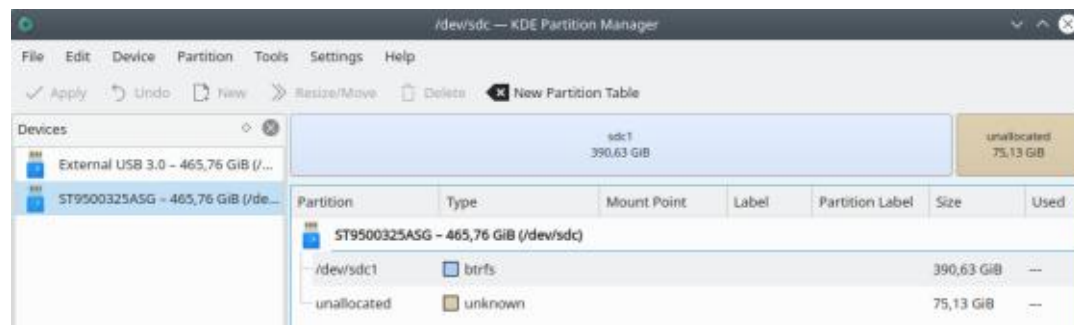 /dev/sdc — KDE Partition Manager
File Edit Device Partition Tools Settings Help
Apply Undo New Resize/Move Delete New Partition Table
Devices
External USB 3.0 – 465,76 GiB (/...
ST9500325ASG – 465,76 GiB (/de...
sdc1
390,63 GiB
unallocated
75,13 GiB
Partition Type Mount Point Label Partition Label Size Used
ST9500325ASG – 465,76 GiB (/dev/sdc)
/dev/sdc1 btrfs 390,63 GiB ---
unallocated unknown 75,13 GiB ---